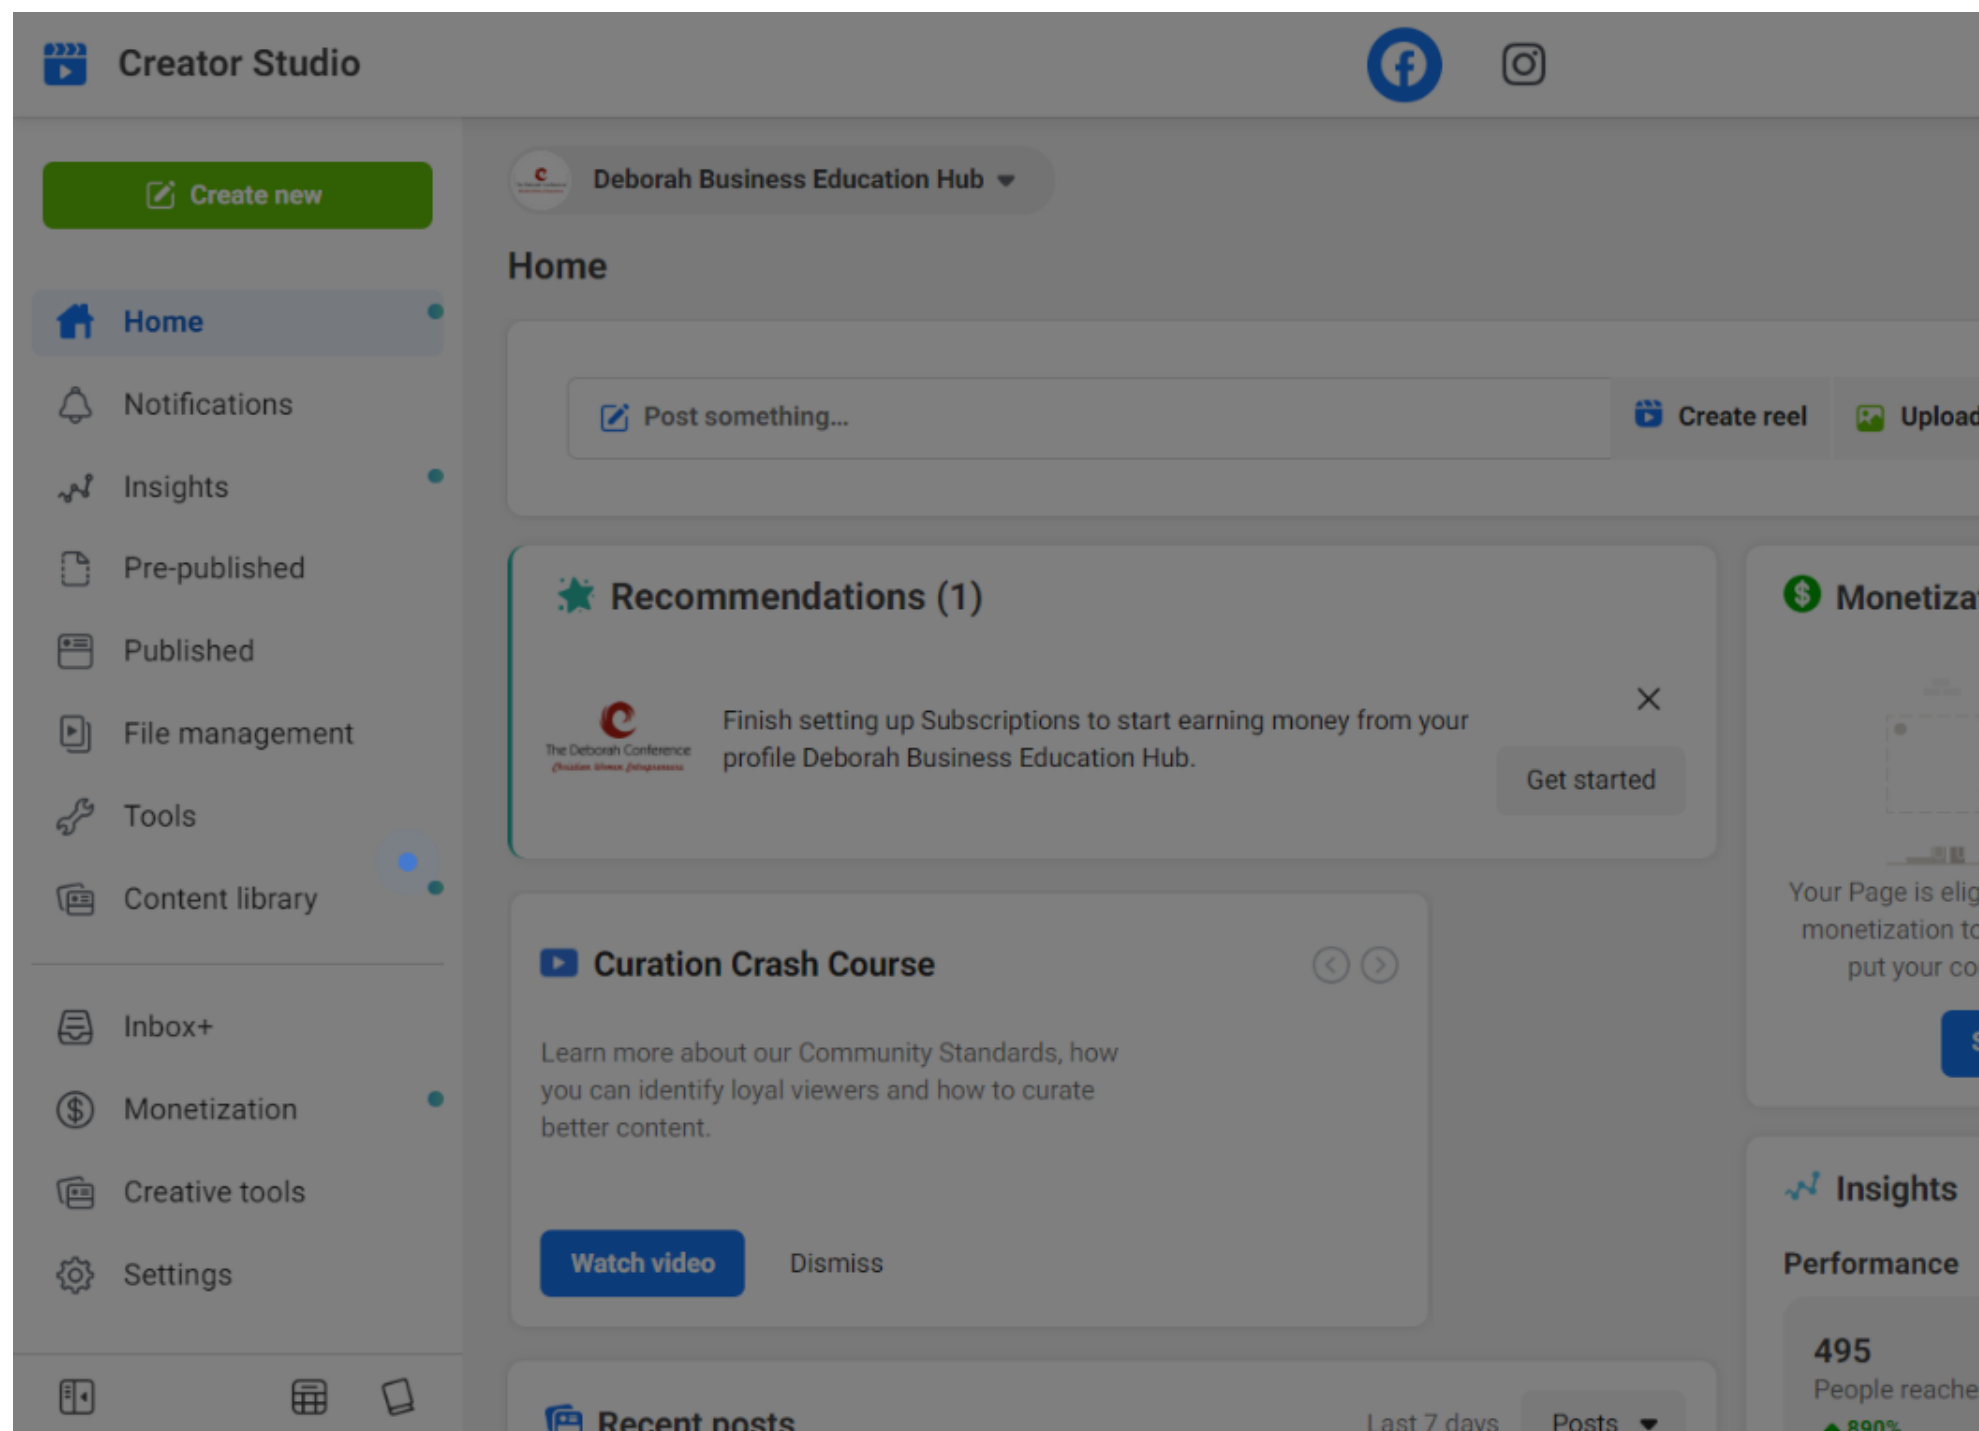 Creator Studio
Create new
Deborah Business Education Hub
Home
Home
Notifications
Insights
Pre-published
Published
File management
Tools
Content library
Inbox+
Monetization
Creative tools
Settings
Post something...
Create reel
Upload
Recommendations (1)
The Deborah Conference
Christian Women Entrepreneurs
Finish setting up Subscriptions to start earning money from your
profile Deborah Business Education Hub.
Get started
Curation Crash Course
Learn more about our Community Standards, how
you can identify loyal viewers and how to curate
better content.
Watch video
Dismiss
Recent posts
Last 7 days
Posts
Monetiza
Your Page is elig
monetization to
put your co
S
Insights
Performance
495
People reache
890%